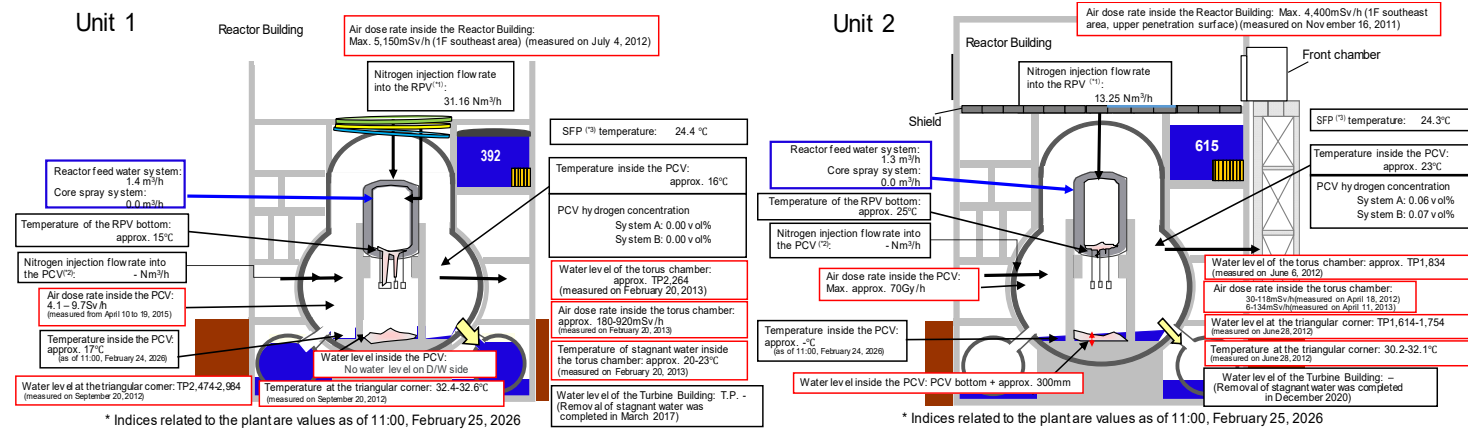 Unit 1
Reactor Building
Air dose rate inside the Reactor Building:
Max. 5,150mSv/h (1F southeast area) (measured on July 4, 2012)
Nitrogen injection flow rate
into the RPV(*1):
31.16 Nm3/h
SFP (*3) temperature: 24.4 ℃
392
Reactor feed water system:
1.4 m3/h
Core spray system:
0.0 m3/h
Temperature inside the PCV:
approx. 16℃
PCV hydrogen concentration
System A: 0.00 vol%
System B: 0.00 vol%
Temperature of the RPV bottom:
approx. 15℃
Nitrogen injection flow rate into
the PCV(*2): - Nm3/h
Air dose rate inside the PCV:
4.1 – 9.7Sv/h
(measured from April 10 to 19, 2015)
Temperature inside the PCV:
approx. 17℃
(as of 11:00, February 24, 2026)
Water level of the torus chamber:
approx. TP2,264
(measured on February 20, 2013)
Air dose rate inside the torus chamber:
approx. 180-920mSv/h
(measured on February 20, 2013)
Temperature of stagnant water inside
the torus chamber: approx. 20-23℃
(measured on February 20, 2013)
Water level inside the PCV:
No water level on D/W side
Water level at the triangular corner: TP2,474-2,984
(measured on September 20, 2012)
Temperature at the triangular corner: 32.4-32.6℃
(measured on September 20, 2012)
Water level of the Turbine Building: T.P. -
(Removal of stagnant water was
completed in March 2017)
* Indices related to the plant are values as of 11:00, February 25, 2026
Unit 2
Reactor Building
Air dose rate inside the Reactor Building: Max. 4,400mSv/h (1F southeast
area, upper penetration surface) (measured on November 16, 2011)
Front chamber
Nitrogen injection flow rate
into the RPV (*1):
13.25 Nm3/h
Shield
SFP (*3) temperature: 24.3℃
615
Reactor feed water system:
1.3 m3/h
Core spray system:
0.0 m3/h
Temperature inside the PCV:
approx. 23℃
PCV hydrogen concentration
System A: 0.06 vol%
System B: 0.07 vol%
Temperature of the RPV bottom:
approx. 25℃
Nitrogen injection flow rate into
the PCV (*2): - Nm3/h
Air dose rate inside the PCV:
Max. approx. 70Gy/h
Temperature inside the PCV:
approx. -℃
(as of 11:00, February 24, 2026)
Water level inside the PCV: PCV bottom + approx. 300mm
Water level of the torus chamber: approx. TP1,834
(measured on June 6, 2012)
Air dose rate inside the torus chamber:
30-118mSv/h(measured on April 18, 2012)
6-134mSv/h(measured on April 11, 2013)
Water level at the triangular corner: TP1,614-1,754
(measured on June 28, 2012)
Temperature at the triangular corner: 30.2-32.1℃
(measured on June 28, 2012)
Water level of the Turbine Building: –
(Removal of stagnant water was completed
in December 2020)
* Indices related to the plant are values as of 11:00, February 25, 2026